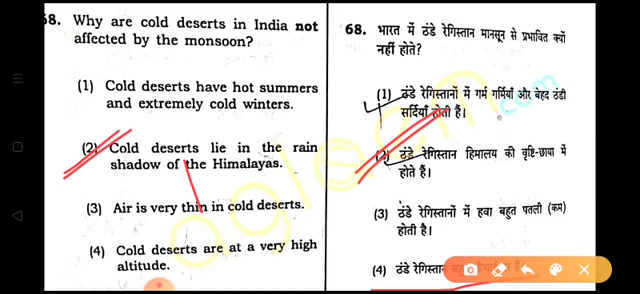 68. Why are cold deserts in India not
affected by the monsoon?
(1) Cold deserts have hot summers
and extremely cold winters.
(2) Cold deserts lie in the rain
shadow of the Himalayas.
(3) Air is very thin in cold deserts.
(4) Cold deserts are at a very high
altitude.
68. भारत में ठंडे रेगिस्तान मानसून से प्रभावित क्यों
नहीं होते?
(1) ठंडे रेगिस्तानों में गर्म गर्मियाँ और बेहद ठंडी
सर्दियाँ होती हैं।
(2) ठंडे रेगिस्तान हिमालय की वृष्टि-छाया में
होते हैं।
(3) ठंडे रेगिस्तानों में हवा बहुत पतली (कम)
होती है।
(4) ठंडे रेगिस्तान
aglasem
.com